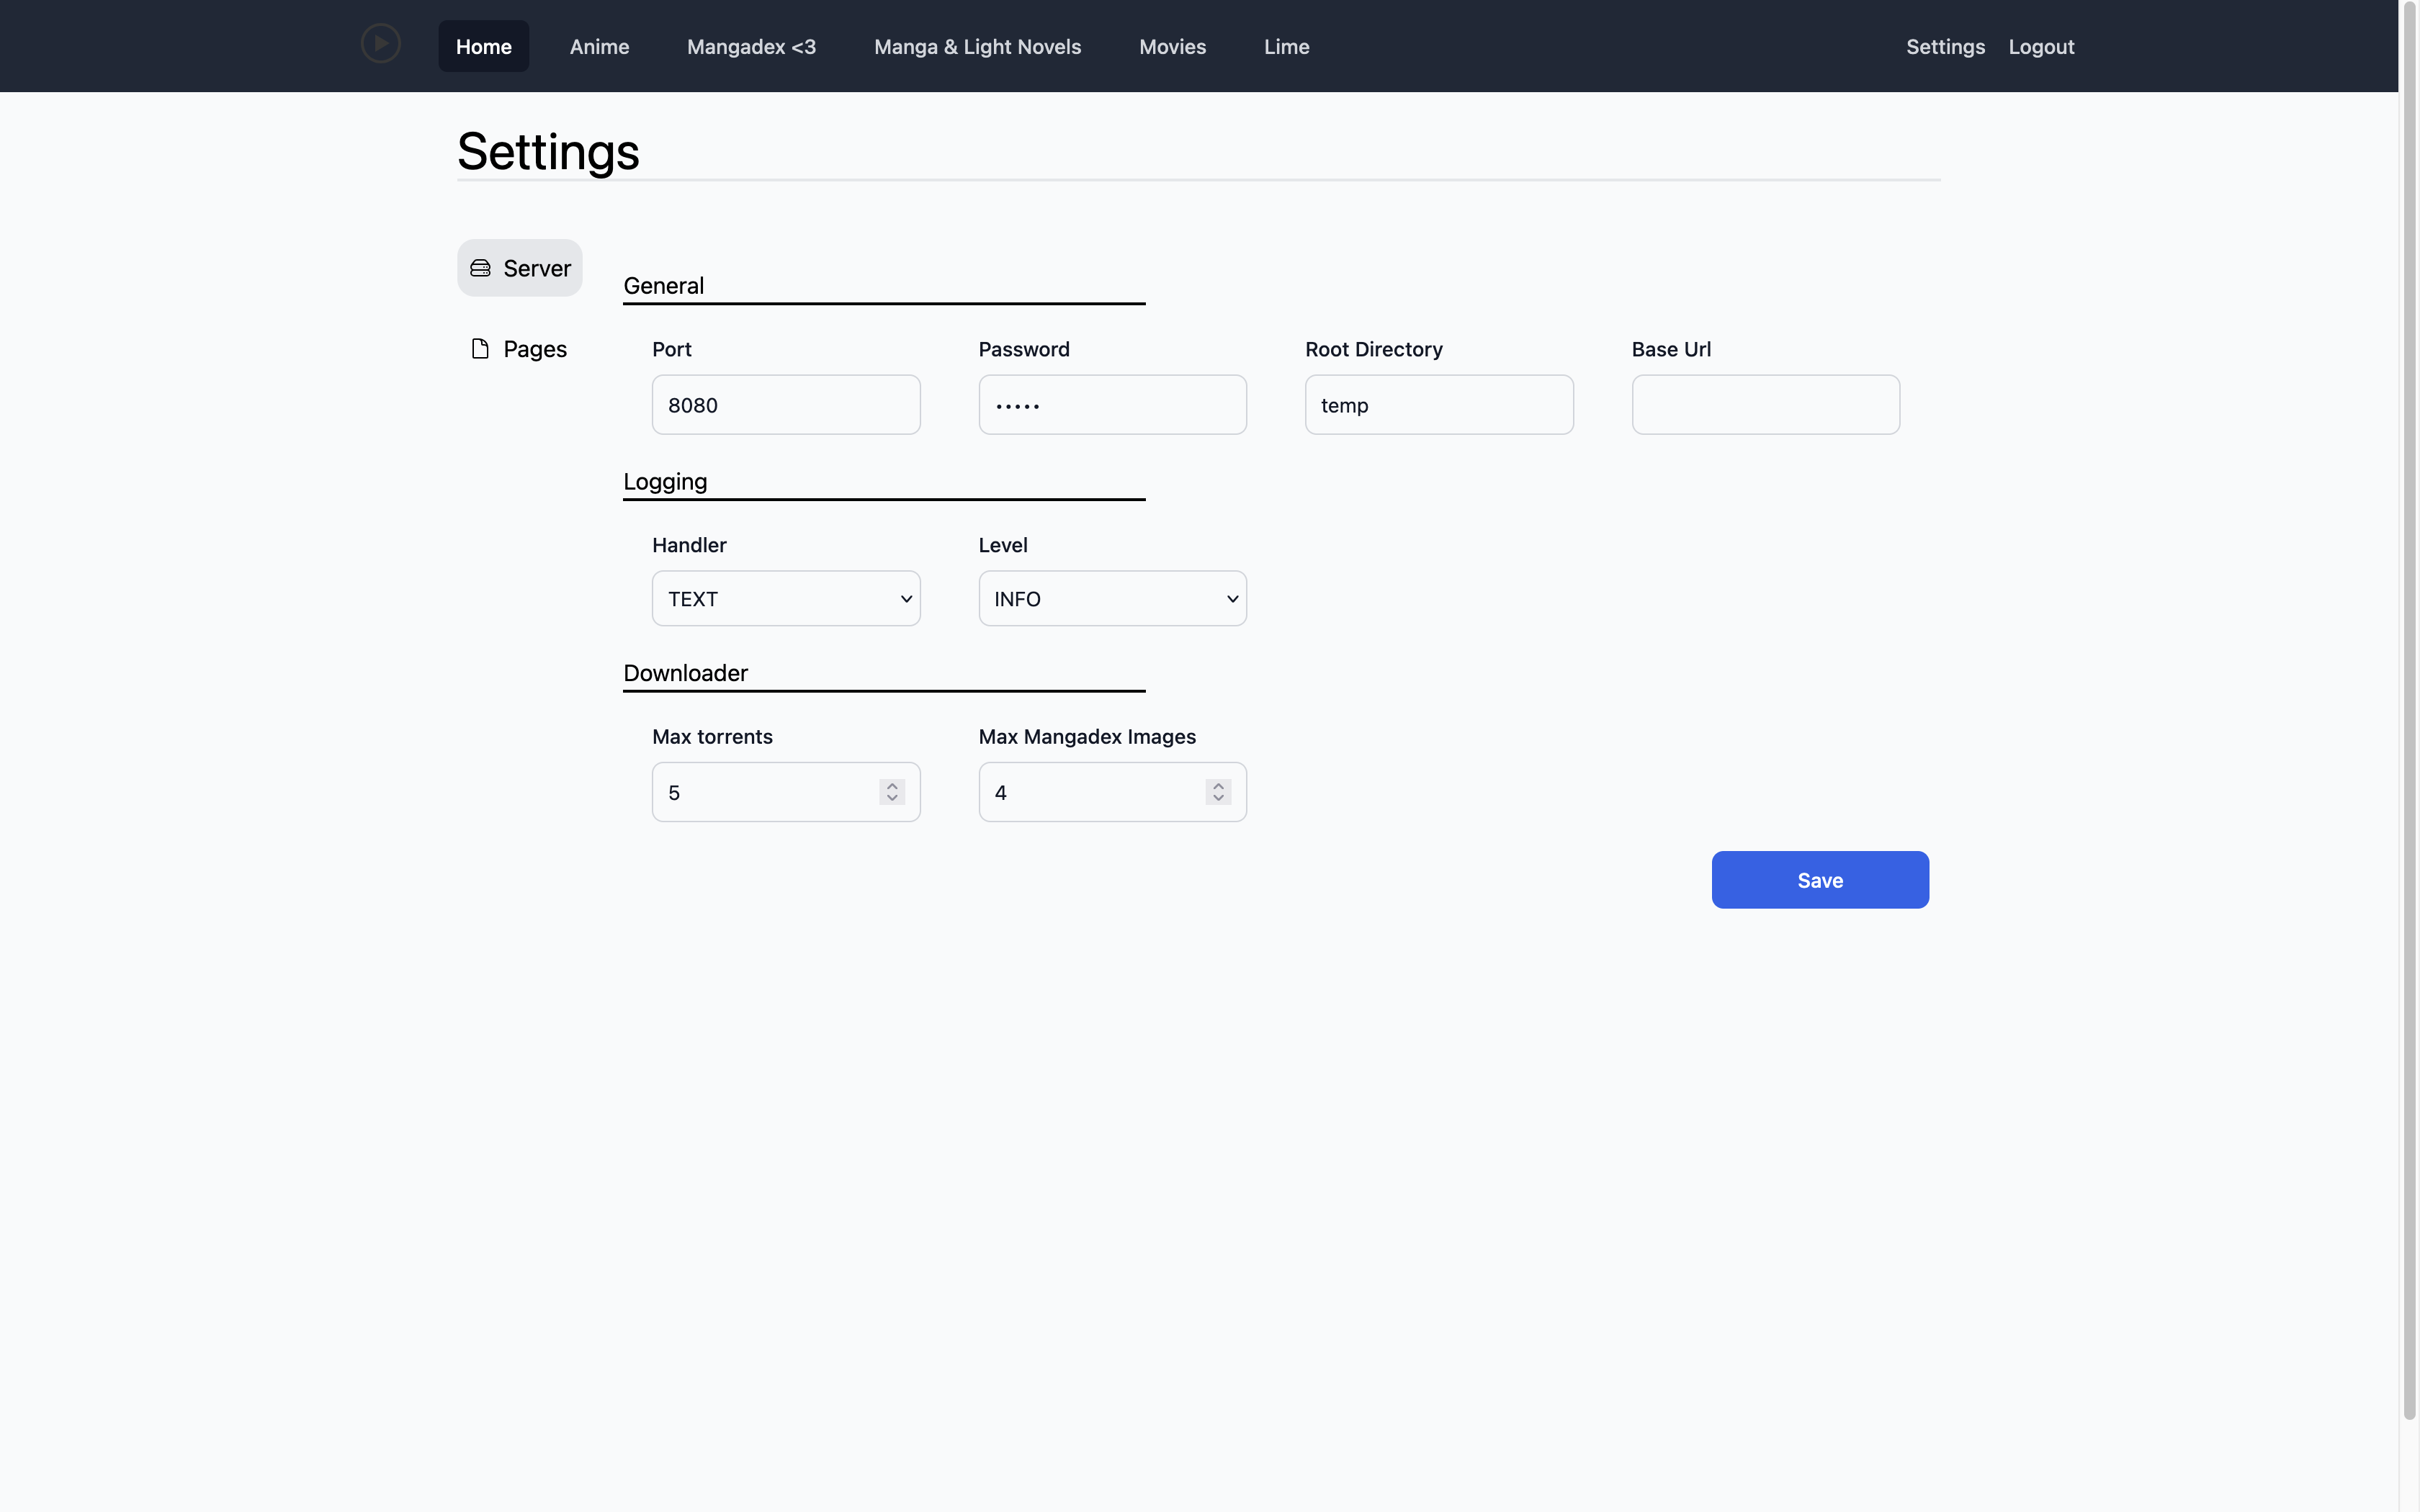 Home Anime Mangadex <3 Manga & Light Novels Movies Lime Settings Logout
Settings
Server
Pages
General
Port Password Root Directory Base Url
8080 ••••• temp
Logging
Handler Level
TEXT INFO
Downloader
Max torrents Max Mangadex Images
5 4
Save